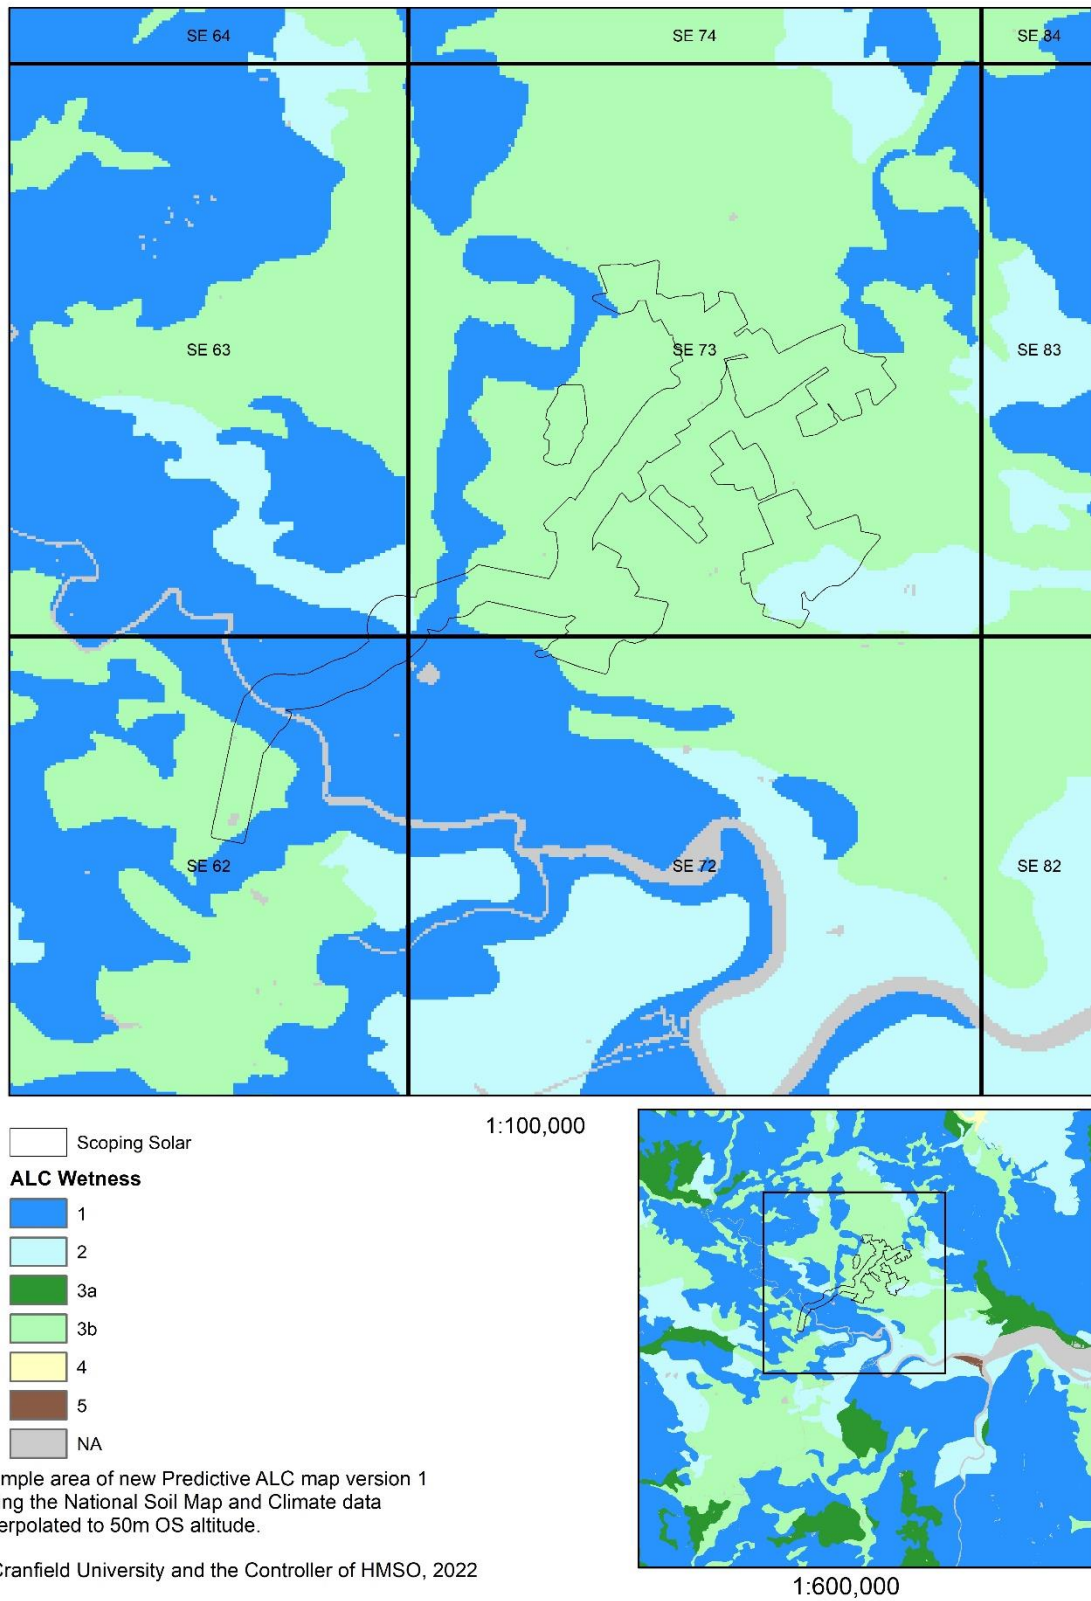 SE 64
SE 74
SE 84
SE 63
SE 73
SE 83
SE 62
SE 72
SE 82
1:100,000
Scoping Solar
ALC Wetness
1
2
3a
3b
4
5
NA
mple area of new Predictive ALC map version 1
ng the National Soil Map and Climate data
erpolated to 50m OS altitude.
Cranfield University and the Controller of HMSO, 2022
1:600,000